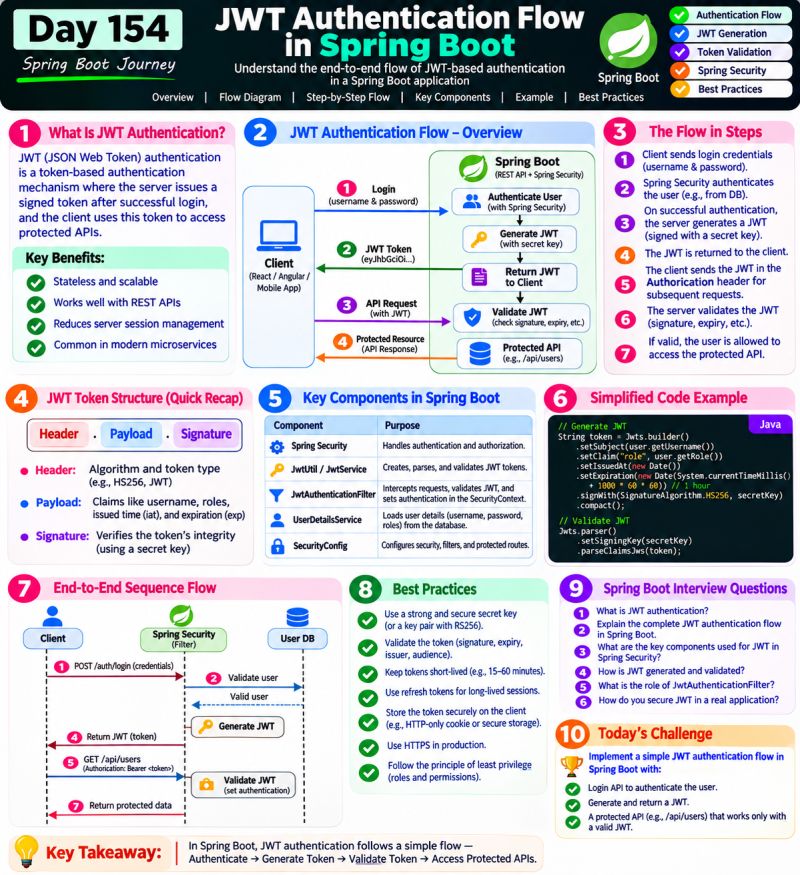 Day 154
Spring Boot Journey
JWT Authentication Flow
in Spring Boot
Understand the end-to-end flow of JWT-based authentication
in a Spring Boot application
Overview | Flow Diagram | Step-by-Step Flow | Key Components | Example | Best Practices
Spring Boot
Authentication Flow
JWT Generation
Token Validation
Spring Security
Best Practices
1 What Is JWT Authentication?
JWT (JSON Web Token) authentication
is a token-based authentication
mechanism where the server issues a
signed token after successful login,
and the client uses this token to access
protected APIs.
Key Benefits:
Stateless and scalable
Works well with REST APIs
Reduces server session management
Common in modern microservices
2 JWT Authentication Flow – Overview
Client
(React / Angular /
Mobile App)
1 Login
(username & password)
2 JWT Token
(eyJhbGciOi...)
3 API Request
(with JWT)
4 Protected Resource
(API Response)
Spring Boot
(REST API + Spring Security)
Authenticate User
(with Spring Security)
Generate JWT
(with secret key)
Return JWT
to Client
Validate JWT
(check signature, expiry, etc.)
Protected API
(e.g., /api/users)
3 The Flow in Steps
1 Client sends login credentials
(username & password).
2 Spring Security authenticates
the user (e.g., from DB).
3 On successful authentication,
the server generates a JWT
(signed with a secret key).
4 The JWT is returned to the client.
5 The client sends the JWT in the
Authorication header for
subsequent requests.
6 The server validates the JWT
(signature, expiry, etc.).
7 If valid, the user is allowed to
access the protected API.
4 JWT Token Structure (Quick Recap)
Header . Payload . Signature
Header: Algorithm and token type
(e.g., HS256, JWT)
Payload: Claims like username, roles,
issued time (iat), and expiration (exp)
Signature: Verifies the token's integrity
(using a secret key)
5 Key Components in Spring Boot
Component Purpose
Spring Security Handles authentication and authorization.
JwtUtil / JwtService Creates, parses, and validates JWT tokens.
JwtAuthenticationFilter Intercepts requests, validates JWT, and
sets authentication in the SecurityContext.
UserDetailsService Loads user details (username, password,
roles) from the database.
SecurityConfig Configures security, filters, and protected routes.
6 Simplified Code Example
Java
// Generate JWT
String token = Jwts.builder()
.setSubject(user.getUsername())
.setClaim("role", user.getRole())
.setIssuedAt(new Date())
.setExpiration(new Date(System.currentTimeMillis()
+ 1000 * 60 * 60)) // 1 hour
.signWith(SignatureAlgorithm.HS256, secretKey)
.compact();
// Validate JWT
Jwts.parser()
.setSigningKey(secretKey)
.parseClaimsJws(token);
7 End-to-End Sequence Flow
Client
Spring Security
(Filter)
User DB
1 POST /auth/login (credentials)
2 Validate user
Valid user
Generate JWT
4 Return JWT (token)
5 GET /api/users
(Authorication: Bearer <token>)
Validate JWT
(set authentication)
7 Return protected data
8 Best Practices
Use a strong and secure secret key
(or a key pair with RS256).
Validate the token (signature, expiry,
issuer, audience).
Keep tokens short-lived (e.g., 15–60 minutes).
Use refresh tokens for long-lived sessions.
Store the token securely on the client
(e.g., HTTP-only cookie or secure storage).
Use HTTPS in production.
Follow the principle of least privilege
(roles and permissions).
9 Spring Boot Interview Questions
1 What is JWT authentication?
2 Explain the complete JWT authentication flow
in Spring Boot.
3 What are the key components used for JWT in
Spring Security?
4 How is JWT generated and validated?
5 What is the role of JwtAuthenticationFilter?
6 How do you secure JWT in a real application?
10 Today's Challenge
Implement a simple JWT authentication flow in
Spring Boot with:
Login API to authenticate the user.
Generate and return a JWT.
A protected API (e.g., /api/users) that works only with
a valid JWT.
Key Takeaway:
In Spring Boot, JWT authentication follows a simple flow —
Authenticate → Generate Token → Validate Token → Access Protected APIs.